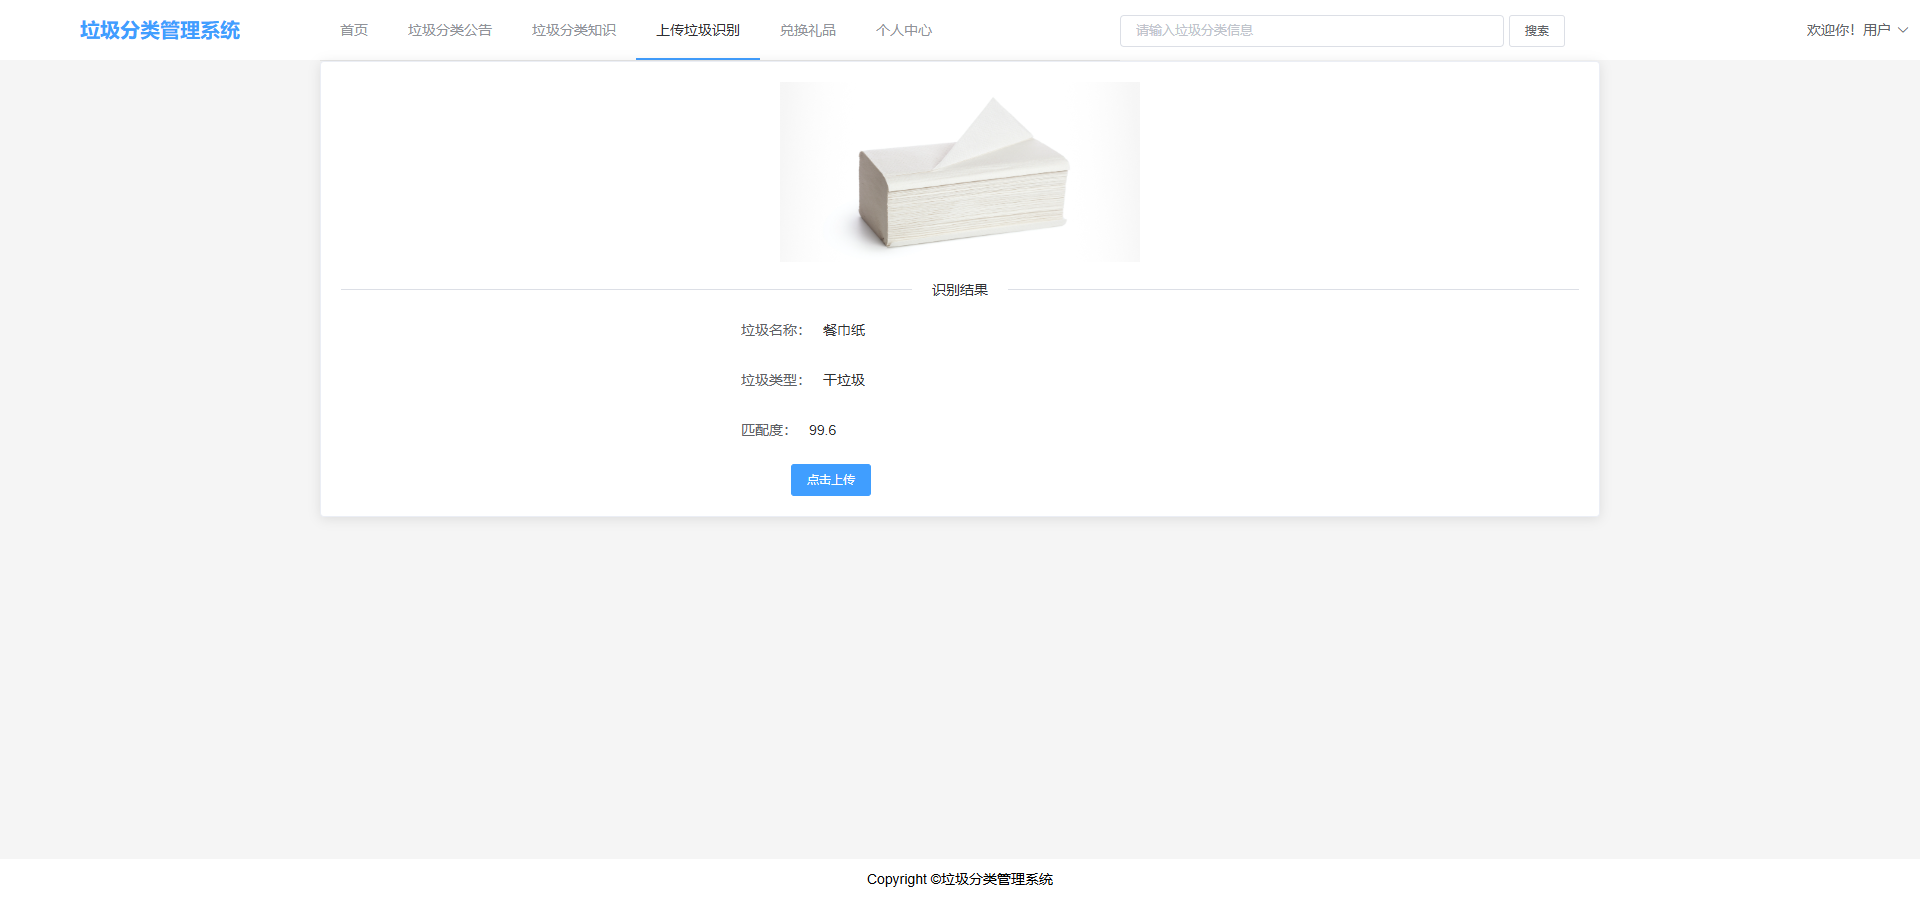 垃圾分类管理系统
首页 垃圾分类公告 垃圾分类知识 上传垃圾识别 兑换礼品 个人中心
请输入垃圾分类信息 搜索
欢迎你！用户
识别结果
垃圾名称： 餐巾纸
垃圾类型： 干垃圾
匹配度： 99.6
点击上传
Copyright ©垃圾分类管理系统